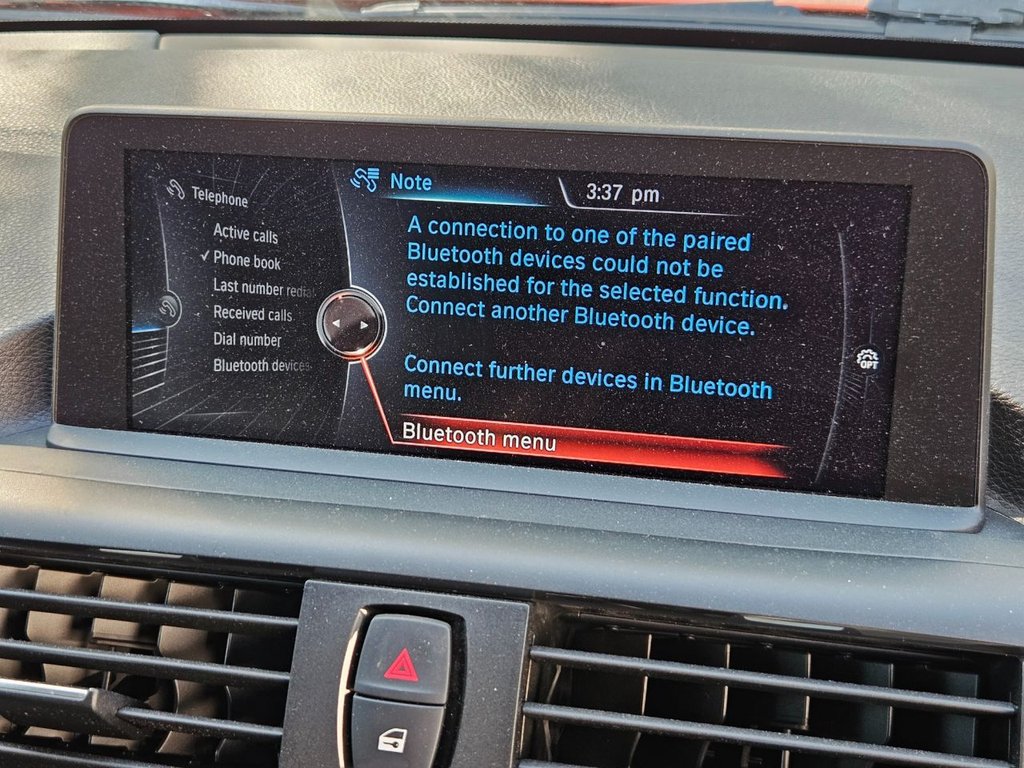 Telephone
Active calls
Phone book
Last number redial
Received calls
Dial number
Bluetooth devices
Note
3:37 pm
A connection to one of the paired
Bluetooth devices could not be
established for the selected function.
Connect another Bluetooth device.
Connect further devices in Bluetooth
menu.
Bluetooth menu
OPT